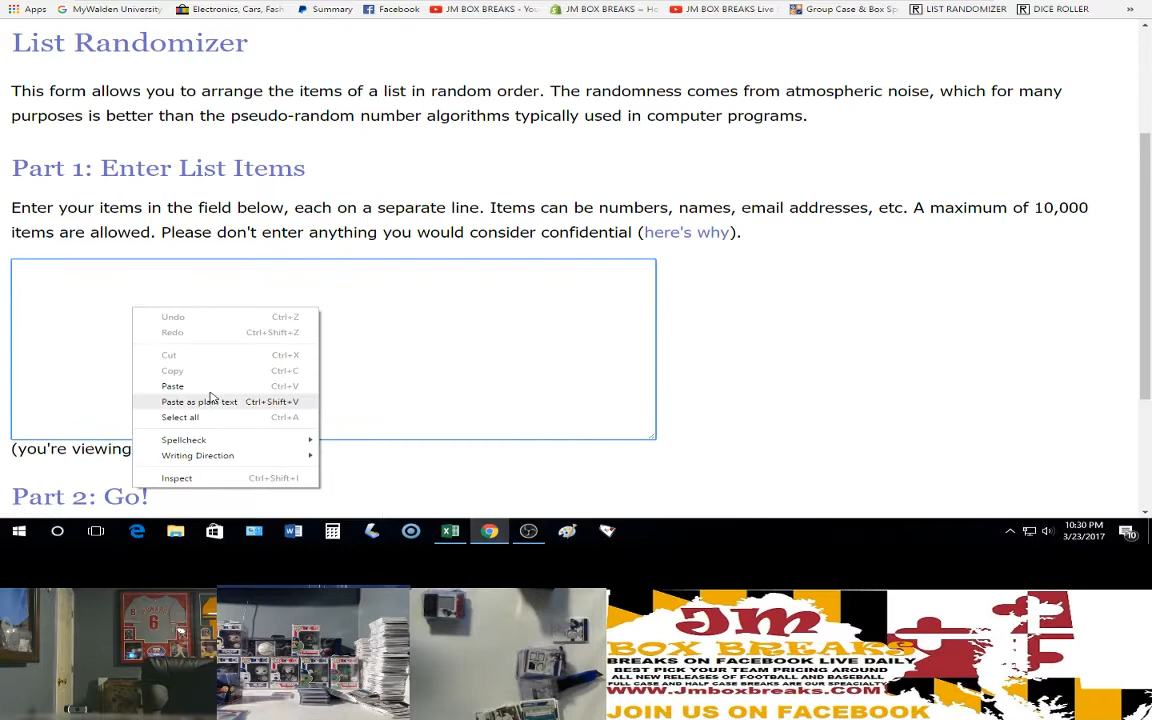 Apps MyWalden University Electronics, Cars, Fash Summary Facebook JM BOX BREAKS - Yo JM BOX BREAKS – Ho JM BOX BREAKS Live Group Case & Box Sp LIST RANDOMIZER DICE ROLLER »
List Randomizer
This form allows you to arrange the items of a list in random order. The randomness comes from atmospheric noise, which for many
purposes is better than the pseudo-random number algorithms typically used in computer programs.
Part 1: Enter List Items
Enter your items in the field below, each on a separate line. Items can be numbers, names, email addresses, etc. A maximum of 10,000
items are allowed. Please don't enter anything you would consider confidential (here's why).
Undo Ctrl+Z
Redo Ctrl+Shift+Z
Cut Ctrl+X
Copy Ctrl+C
Paste Ctrl+V
Paste as plain text Ctrl+Shift+V
Select all Ctrl+A
Spellcheck
(you're viewing
Writing Direction
Inspect Ctrl+Shift+I
Part 2: Go!
10:30 PM
3/23/2017
10
6
JM
BOX BREAKS
BREAKS ON FACEBOOK LIVE DAILY
BEST PICK YOUR TEAM PRICING AROUND
ALL NEW RELEASES OF FOOTBALL AND BASEBALL
FULL CASE AND HALF CASE BREAKS ARE OUR SPECIALTY
WWW.Jmboxbreaks.COM
JOIN US ON FACEBOOK